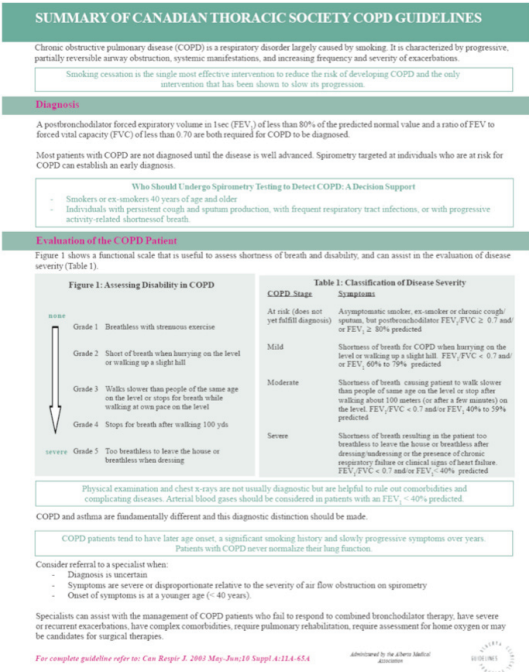 SUMMARY OF CANADIAN THORACIC SOCIETY COPD GUIDELINES
Chronic obstructive pulmonary disease (COPD) is a respiratory disorder largely caused by smoking. It is characterized by progressive,
partially reversible airway obstruction, systemic manifestations, and increasing frequency and severity of exacerbations.
Smoking cessation is the single most effective intervention to reduce the risk of developing COPD and the only
intervention that has been shown to slow its progression.
Diagnosis
A postbronchodilator forced expiratory volume in 1sec (FEV1) of less than 80% of the predicted normal value and a ratio of FEV to
forced vital capacity (FVC) of less than 0.70 are both required for COPD to be diagnosed.
Most patients with COPD are not diagnosed until the disease is well advanced. Spirometry targeted at individuals who are at risk for
COPD can establish an early diagnosis.
Who Should Undergo Spirometry Testing to Detect COPD: A Decision Support
- Smokers or ex-smokers 40 years of age and older
- Individuals with persistent cough and sputum production, with frequent respiratory tract infections, or with progressive
activity-related shortnessof breath.
Evaluation of the COPD Patient
Figure 1 shows a functional scale that is useful to assess shortness of breath and disability, and can assist in the evaluation of disease
severity (Table 1).
Figure 1: Assessing Disability in COPD
none
Grade 1 Breathless with strenuous exercise
Grade 2 Short of breath when hurrying on the level
or walking up a slight hill
Grade 3 Walks slower than people of the same age
on the level or stops for breath while
walking at own pace on the level
Grade 4 Stops for breath after walking 100 yds
severe Grade 5 Too breathless to leave the house or
breathless when dressing
Table 1: Classification of Disease Severity
COPD Stage Symptoms
At risk (does not Asymptomatic smoker, ex-smoker or chronic cough/
yet fulfill diagnosis) sputum, but postbronchodilator FEV1/FVC ≥ 0.7 and/
or FEV1 ≥ 80% predicted
Mild Shortness of breath for COPD when hurrying on the
level or walking up a slight hill. FEV1/FVC < 0.7 and/
or FEV1 60% to 79% predicted
Moderate Shortness of breath causing patient to walk slower
than people of same age on the level or stop after
walking about 100 meters (or after a few minutes) on
the level. FEV1/FVC < 0.7 and/or FEV1 40% to 59%
predicted
Severe Shortness of breath resulting in the patient too
breathless to leave the house or breathless after
dressing/undressing or the presence of chronic
respiratory failure or clinical signs of heart failure.
FEV1/FVC < 0.7 and/or FEV1 < 40% predicted
Physical examination and chest x-rays are not usually diagnostic but are helpful to rule out comorbidities and
complicating diseases. Arterial blood gases should be considered in patients with an FEV1 < 40% predicted.
COPD and asthma are fundamentally different and this diagnostic distinction should be made.
COPD patients tend to have later age onset, a significant smoking history and slowly progressive symptoms over years.
Patients with COPD never normalize their lung function.
Consider referral to a specialist when:
- Diagnosis is uncertain
- Symptoms are severe or disproportionate relative to the severity of air flow obstruction on spirometry
- Onset of symptoms is at a younger age (< 40 years).
Specialists can assist with the management of COPD patients who fail to respond to combined bronchodilator therapy, have severe
or recurrent exacerbations, have complex comorbidities, require pulmonary rehabilitation, require assessment for home oxygen or may
be candidates for surgical therapies.
For complete guideline refer to: Can Respir J. 2003 May-Jun;10 Suppl A:11A-65A
Administered by the Alberta Medical
Association